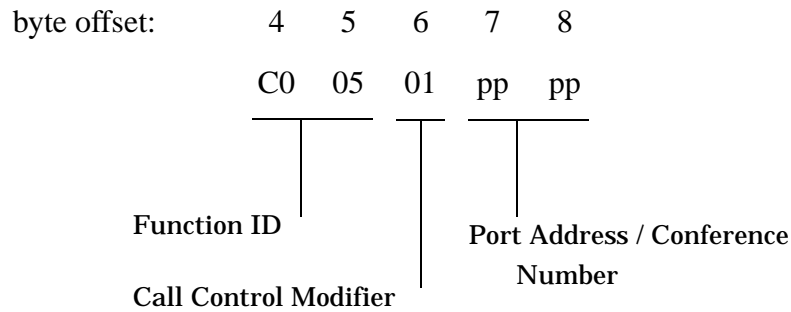 byte offset: 4 5 6 7 8
C0 05 01 pp pp
Function ID
Port Address / Conference
Number
Call Control Modifier